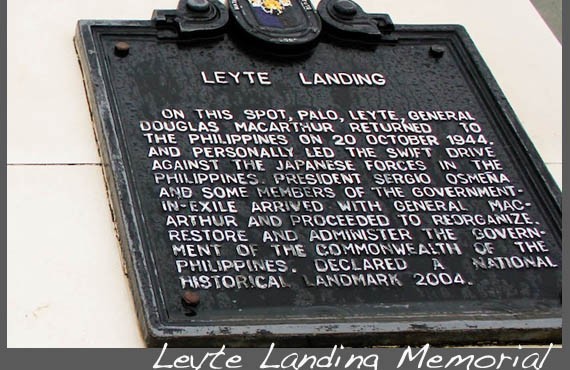 LEYTE LANDING
ON THIS SPOT, PALO, LEYTE, GENERAL
DOUGLAS MACARTHUR RETURNED TO
THE PHILIPPINES ON 20 OCTOBER 1944.
AND PERSONALLY LED THE SWIFT DRIVE
AGAINST THE JAPANESE FORCES IN THE
PHILIPPINES. PRESIDENT SERGIO OSMEÑA
AND SOME MEMBERS OF THE GOVERNMENT-
IN-EXILE ARRIVED WITH GENERAL MAC-
ARTHUR AND PROCEEDED TO REORGANIZE.
RESTORE AND ADMINISTER THE GOVERN-
MENT OF THE COMMONWEALTH OF THE
PHILIPPINES. DECLARED A NATIONAL
HISTORICAL LANDMARK 2004.
Leyte Landing Memorial